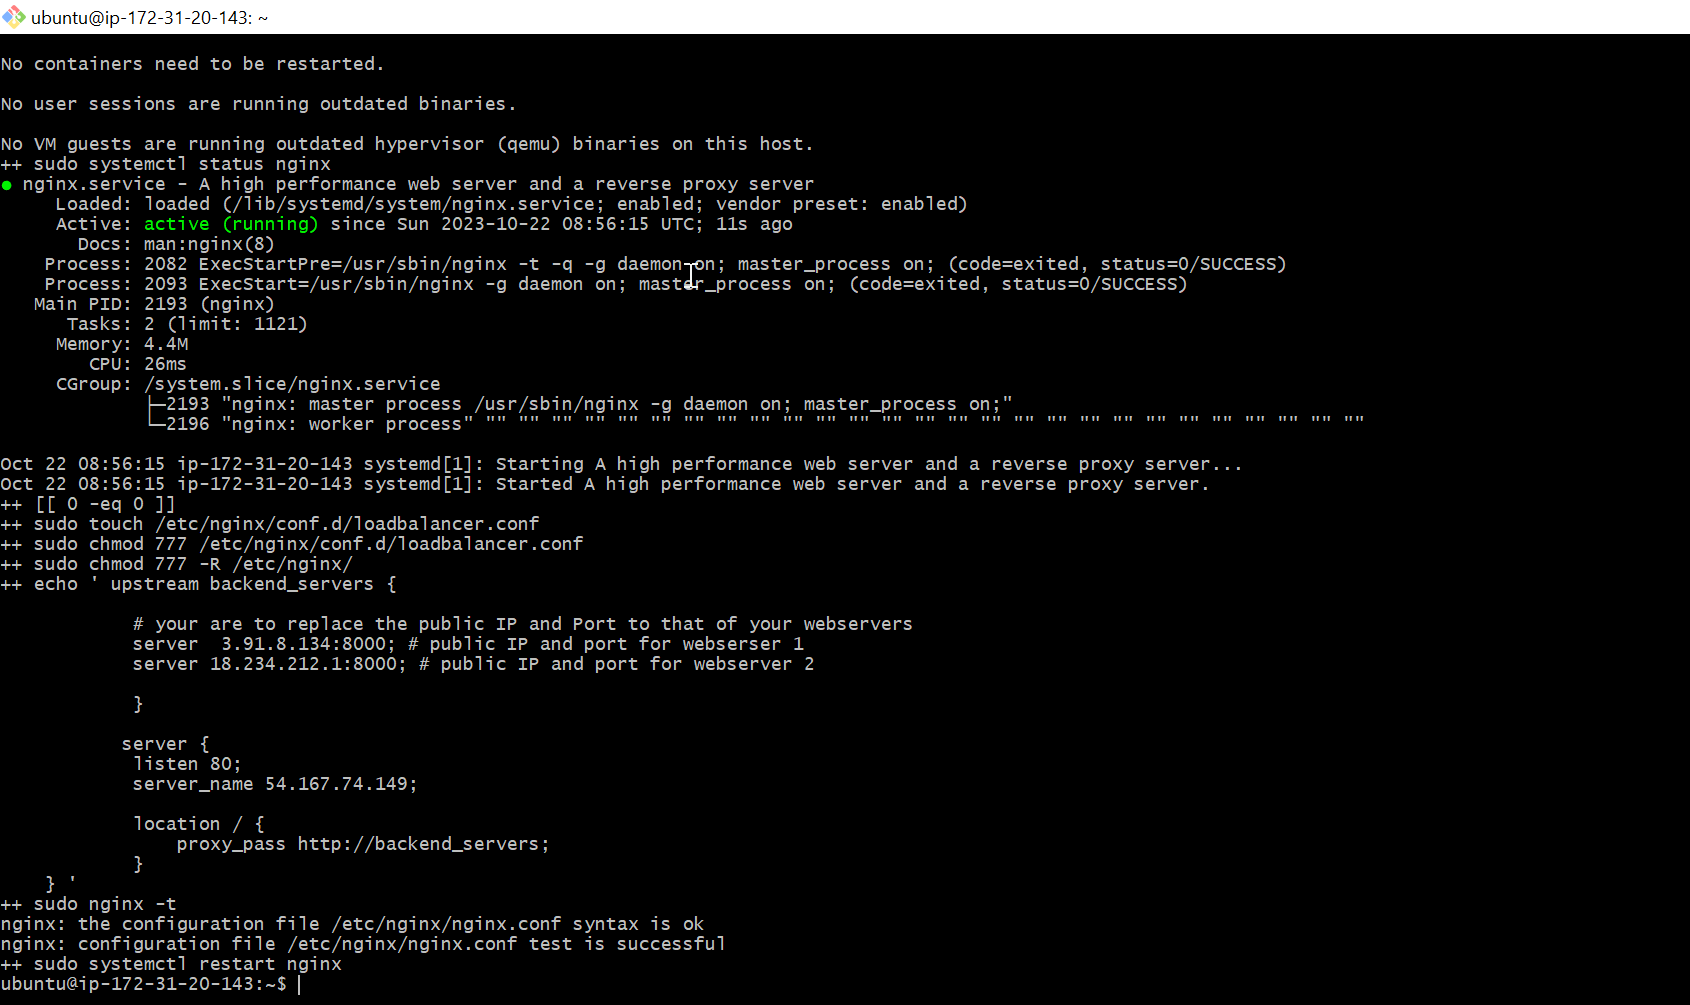 ubuntu@ip-172-31-20-143: ~
No containers need to be restarted.
No user sessions are running outdated binaries.
No VM guests are running outdated hypervisor (qemu) binaries on this host.
++ sudo systemctl status nginx
● nginx.service - A high performance web server and a reverse proxy server
     Loaded: loaded (/lib/systemd/system/nginx.service; enabled; vendor preset: enabled)
     Active: active (running) since Sun 2023-10-22 08:56:15 UTC; 11s ago
       Docs: man:nginx(8)
    Process: 2082 ExecStartPre=/usr/sbin/nginx -t -q -g daemon on; master_process on; (code=exited, status=0/SUCCESS)
    Process: 2093 ExecStart=/usr/sbin/nginx -g daemon on; master_process on; (code=exited, status=0/SUCCESS)
   Main PID: 2193 (nginx)
      Tasks: 2 (limit: 1121)
     Memory: 4.4M
        CPU: 26ms
     CGroup: /system.slice/nginx.service
             ├─2193 "nginx: master process /usr/sbin/nginx -g daemon on; master_process on;"
             └─2196 "nginx: worker process" "" "" "" "" "" "" "" "" "" "" "" "" "" "" "" "" "" "" "" "" "" "" "" "" "" "" ""
Oct 22 08:56:15 ip-172-31-20-143 systemd[1]: Starting A high performance web server and a reverse proxy server...
Oct 22 08:56:15 ip-172-31-20-143 systemd[1]: Started A high performance web server and a reverse proxy server.
++ [[ 0 -eq 0 ]]
++ sudo touch /etc/nginx/conf.d/loadbalancer.conf
++ sudo chmod 777 /etc/nginx/conf.d/loadbalancer.conf
++ sudo chmod 777 -R /etc/nginx/
++ echo ' upstream backend_servers {
            # your are to replace the public IP and Port to that of your webservers
            server  3.91.8.134:8000; # public IP and port for webserser 1
            server 18.234.212.1:8000; # public IP and port for webserver 2
            }
           server {
            listen 80;
            server_name 54.167.74.149;
            location / {
                proxy_pass http://backend_servers;
            }
    } '
++ sudo nginx -t
nginx: the configuration file /etc/nginx/nginx.conf syntax is ok
nginx: configuration file /etc/nginx/nginx.conf test is successful
++ sudo systemctl restart nginx
ubuntu@ip-172-31-20-143:~$